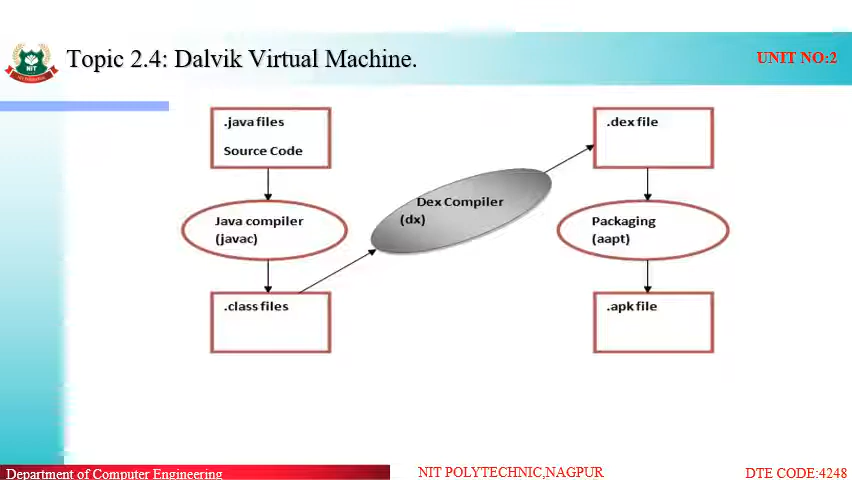 Topic 2.4: Dalvik Virtual Machine.
UNIT NO:2
NIT
.java files
Source Code
Java compiler
(javac)
.class files
Dex Compiler
(dx)
.dex file
Packaging
(aapt)
.apk file
Department of Computer Engineering
NIT POLYTECHNIC,NAGPUR
DTE CODE:4248